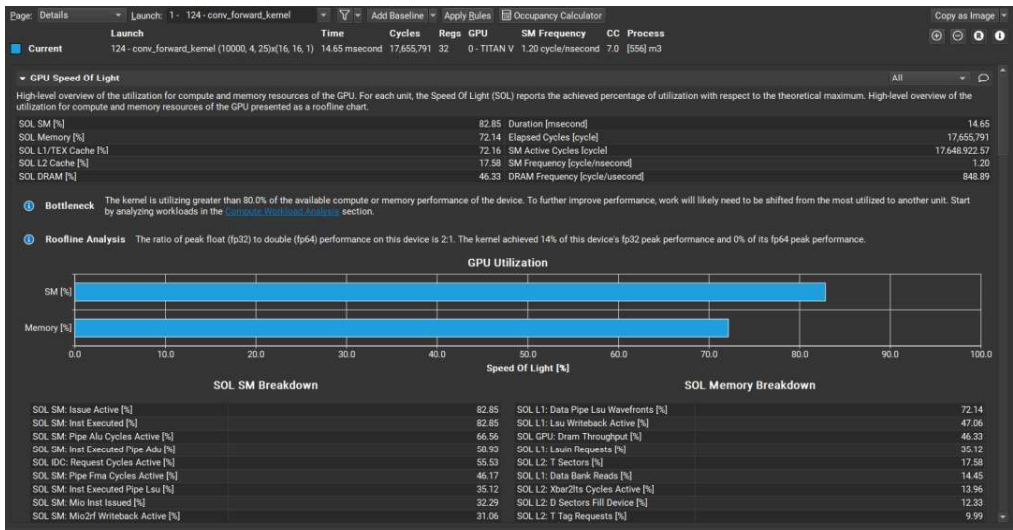 Page: Details Launch: 1 - 124 - conv_forward_kernel Add Baseline Apply Rules Occupancy Calculator Copy as Image
Launch Time Cycles Regs GPU SM Frequency CC Process
Current 124 - conv_forward_kernel (10000, 4, 25)x(16, 16, 1) 14.65 msecond 17,655,791 32 0 - TITAN V 1.20 cycle/nsecond 7.0 [556] m3
GPU Speed Of Light All
High-level overview of the utilization for compute and memory resources of the GPU. For each unit, the Speed Of Light (SOL) reports the achieved percentage of utilization with respect to the theoretical maximum. High-level overview of the
utilization for compute and memory resources of the GPU presented as a roofline chart.
SOL SM [%] 82.85 Duration [msecond] 14.65
SOL Memory [%] 72.14 Elapsed Cycles [cycle] 17,655,791
SOL L1/TEX Cache [%] 72.16 SM Active Cycles [cycle] 17,648,922.57
SOL L2 Cache [%] 17.58 SM Frequency [cycle/nsecond] 1.20
SOL DRAM [%] 46.33 DRAM Frequency [cycle/usecond] 848.89
Bottleneck The kernel is utilizing greater than 80.0% of the available compute or memory performance of the device. To further improve performance, work will likely need to be shifted from the most utilized to another unit. Start
by analyzing workloads in the Compute Workload Analysis section.
Roofline Analysis The ratio of peak float (fp32) to double (fp64) performance on this device is 2:1. The kernel achieved 14% of this device's fp32 peak performance and 0% of its fp64 peak performance.
GPU Utilization
SM [%]
Memory [%]
0.0 10.0 20.0 30.0 40.0 50.0 60.0 70.0 80.0 90.0 100.0
Speed Of Light [%]
SOL SM Breakdown SOL Memory Breakdown
SOL SM: Issue Active [%] 82.85 SOL L1: Data Pipe Lsu Wavefronts [%] 72.14
SOL SM: Inst Executed [%] 82.85 SOL L1: Lsu Writeback Active [%] 47.06
SOL SM: Pipe Alu Cycles Active [%] 66.56 SOL GPU: Dram Throughput [%] 46.33
SOL SM: Inst Executed Pipe Adu [%] 58.93 SOL L1: Lsuin Requests [%] 35.12
SOL IDC: Request Cycles Active [%] 55.53 SOL L2: T Sectors [%] 17.58
SOL SM: Pipe Fma Cycles Active [%] 46.17 SOL L1: Data Bank Reads [%] 14.45
SOL SM: Inst Executed Pipe Lsu [%] 35.12 SOL L2: Xbar2lts Cycles Active [%] 13.96
SOL SM: Mio Inst Issued [%] 32.29 SOL L2: D Sectors Fill Device [%] 12.33
SOL SM: Mio2rf Writeback Active [%] 31.06 SOL L2: T Tag Requests [%] 9.99